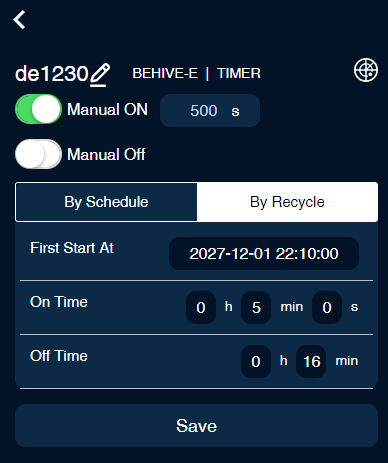 de1230 BEHIVE-E | TIMER
Manual ON 500 s
Manual Off
By Schedule By Recycle
First Start At 2027-12-01 22:10:00
On Time 0 h 5 min 0 s
Off Time 0 h 16 min
Save